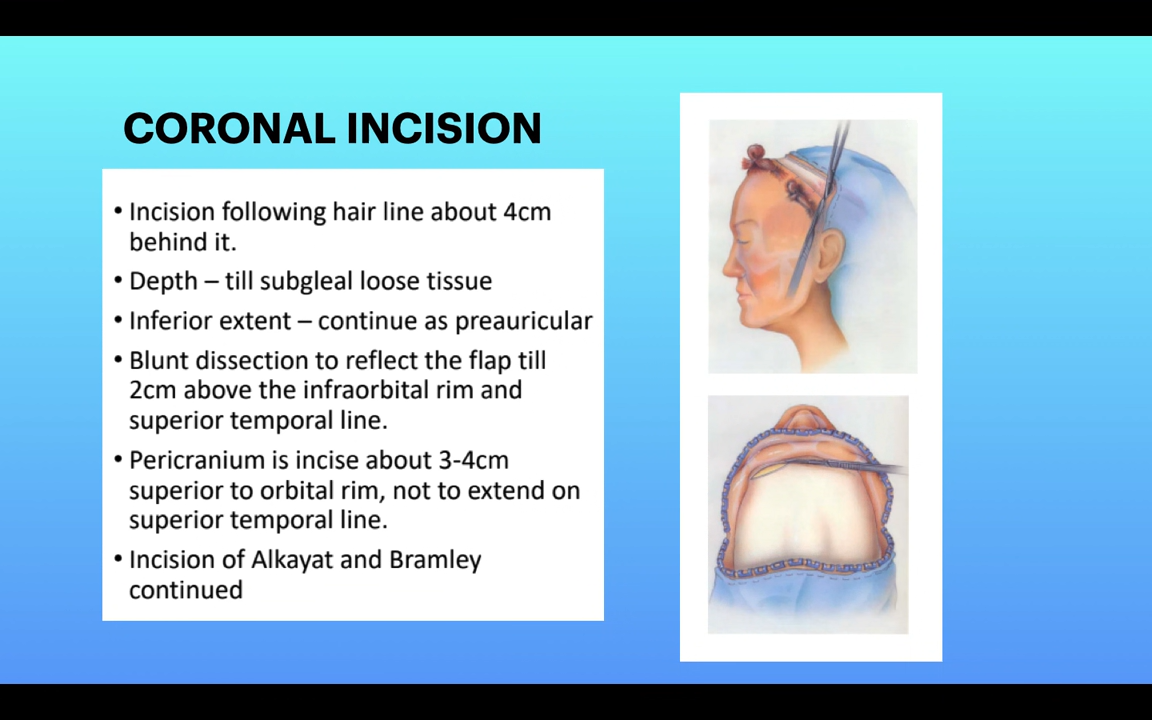 CORONAL INCISION
• Incision following hair line about 4cm
behind it.
• Depth – till subgleal loose tissue
• Inferior extent – continue as preauricular
• Blunt dissection to reflect the flap till
2cm above the infraorbital rim and
superior temporal line.
• Pericranium is incise about 3-4cm
superior to orbital rim, not to extend on
superior temporal line.
• Incision of Alkayat and Bramley
continued